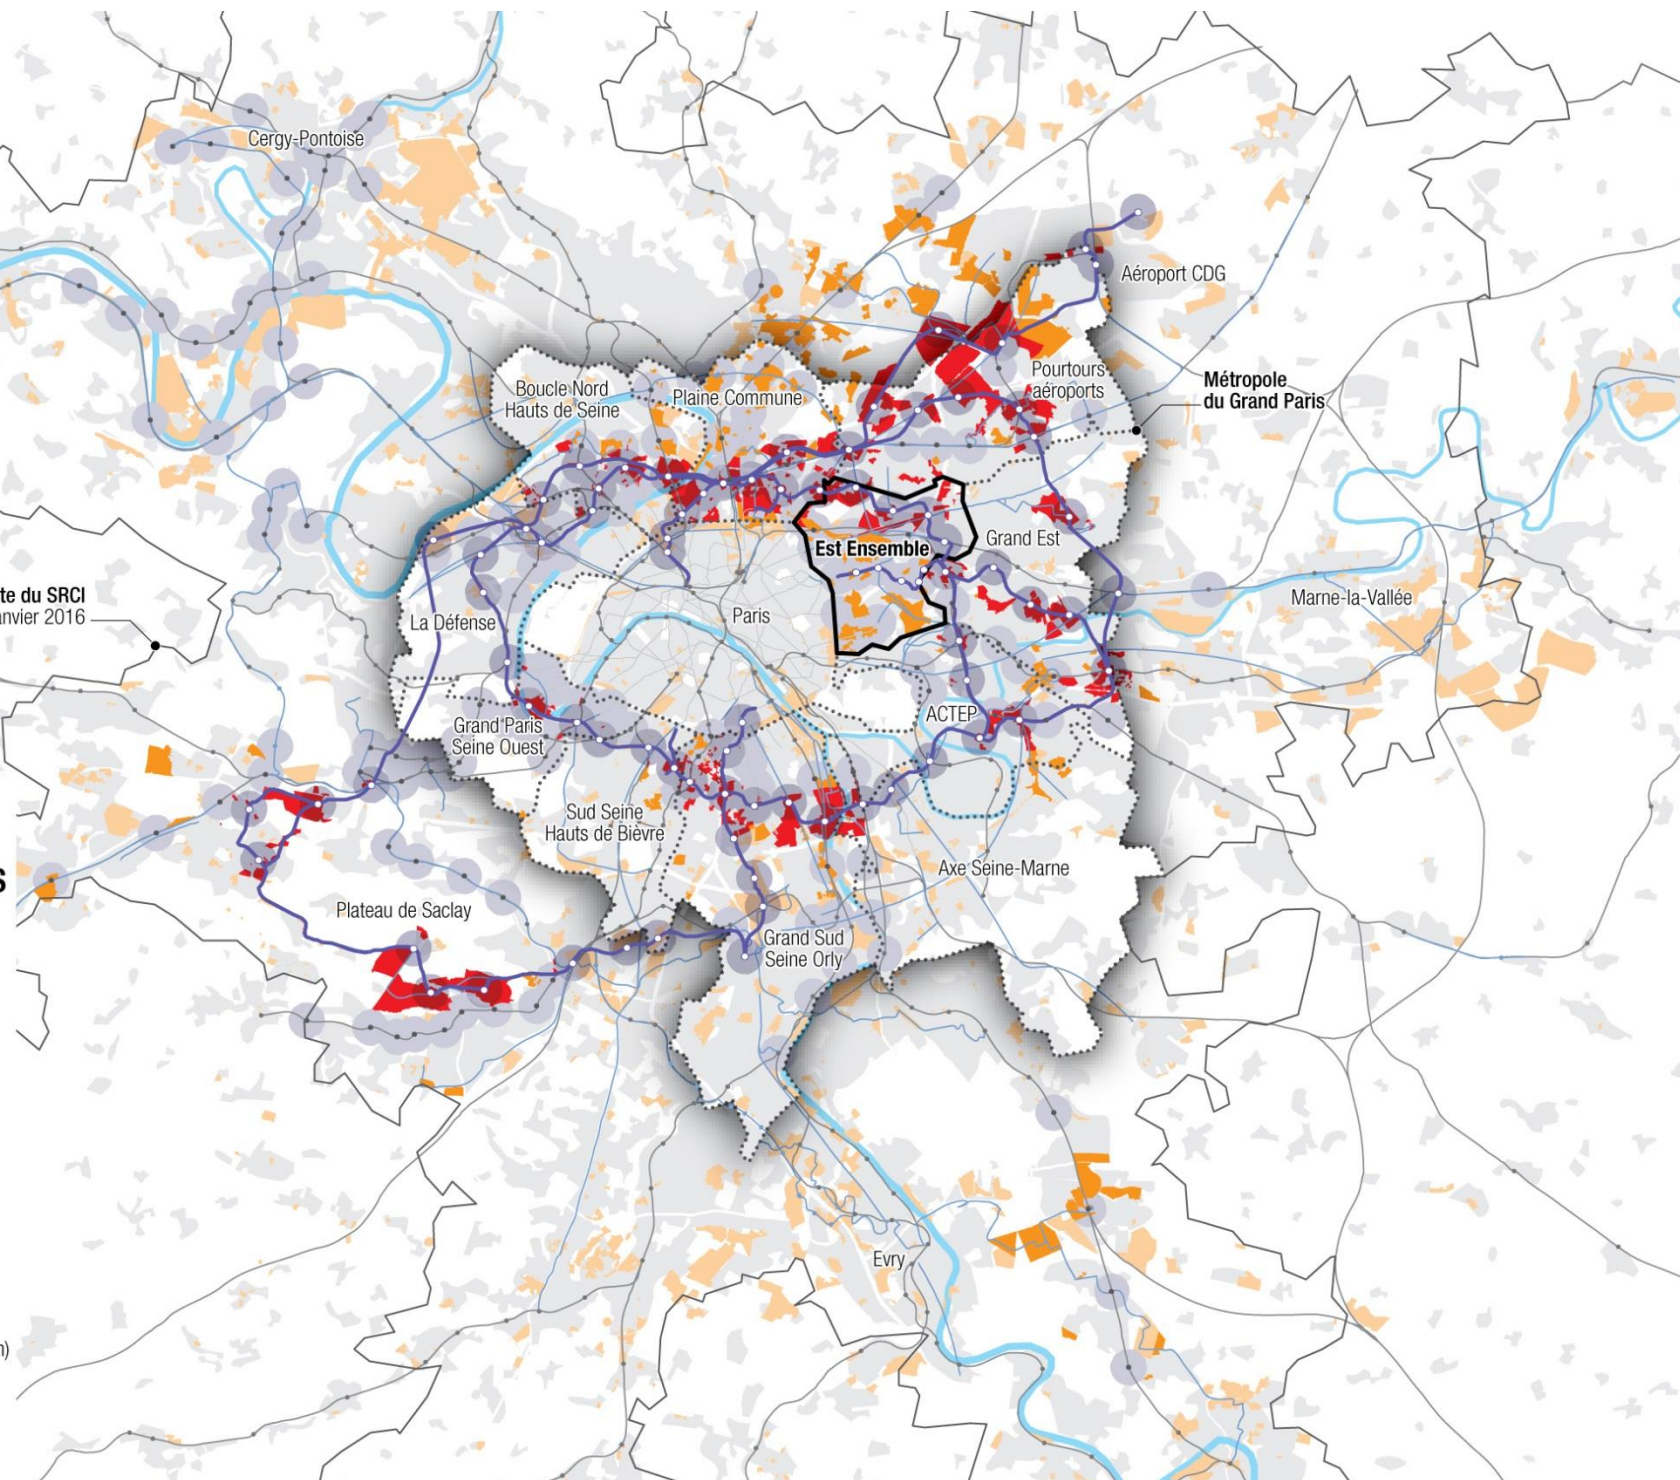 Cergy-Pontoise
Aéroport CDG
Boucle Nord
Hauts de Seine
Plaine Commune
Pourtours
aéroports
Métropole
du Grand Paris
Est Ensemble
Grand Est
te du SRCI
anvier 2016
La Défense
Paris
Marne-la-Vallée
Grand Paris
Seine Ouest
ACTEP
Sud Seine
Hauts de Bièvre
Axe Seine-Marne
S
Plateau de Saclay
Grand Sud
Seine Orly
Evry
n)